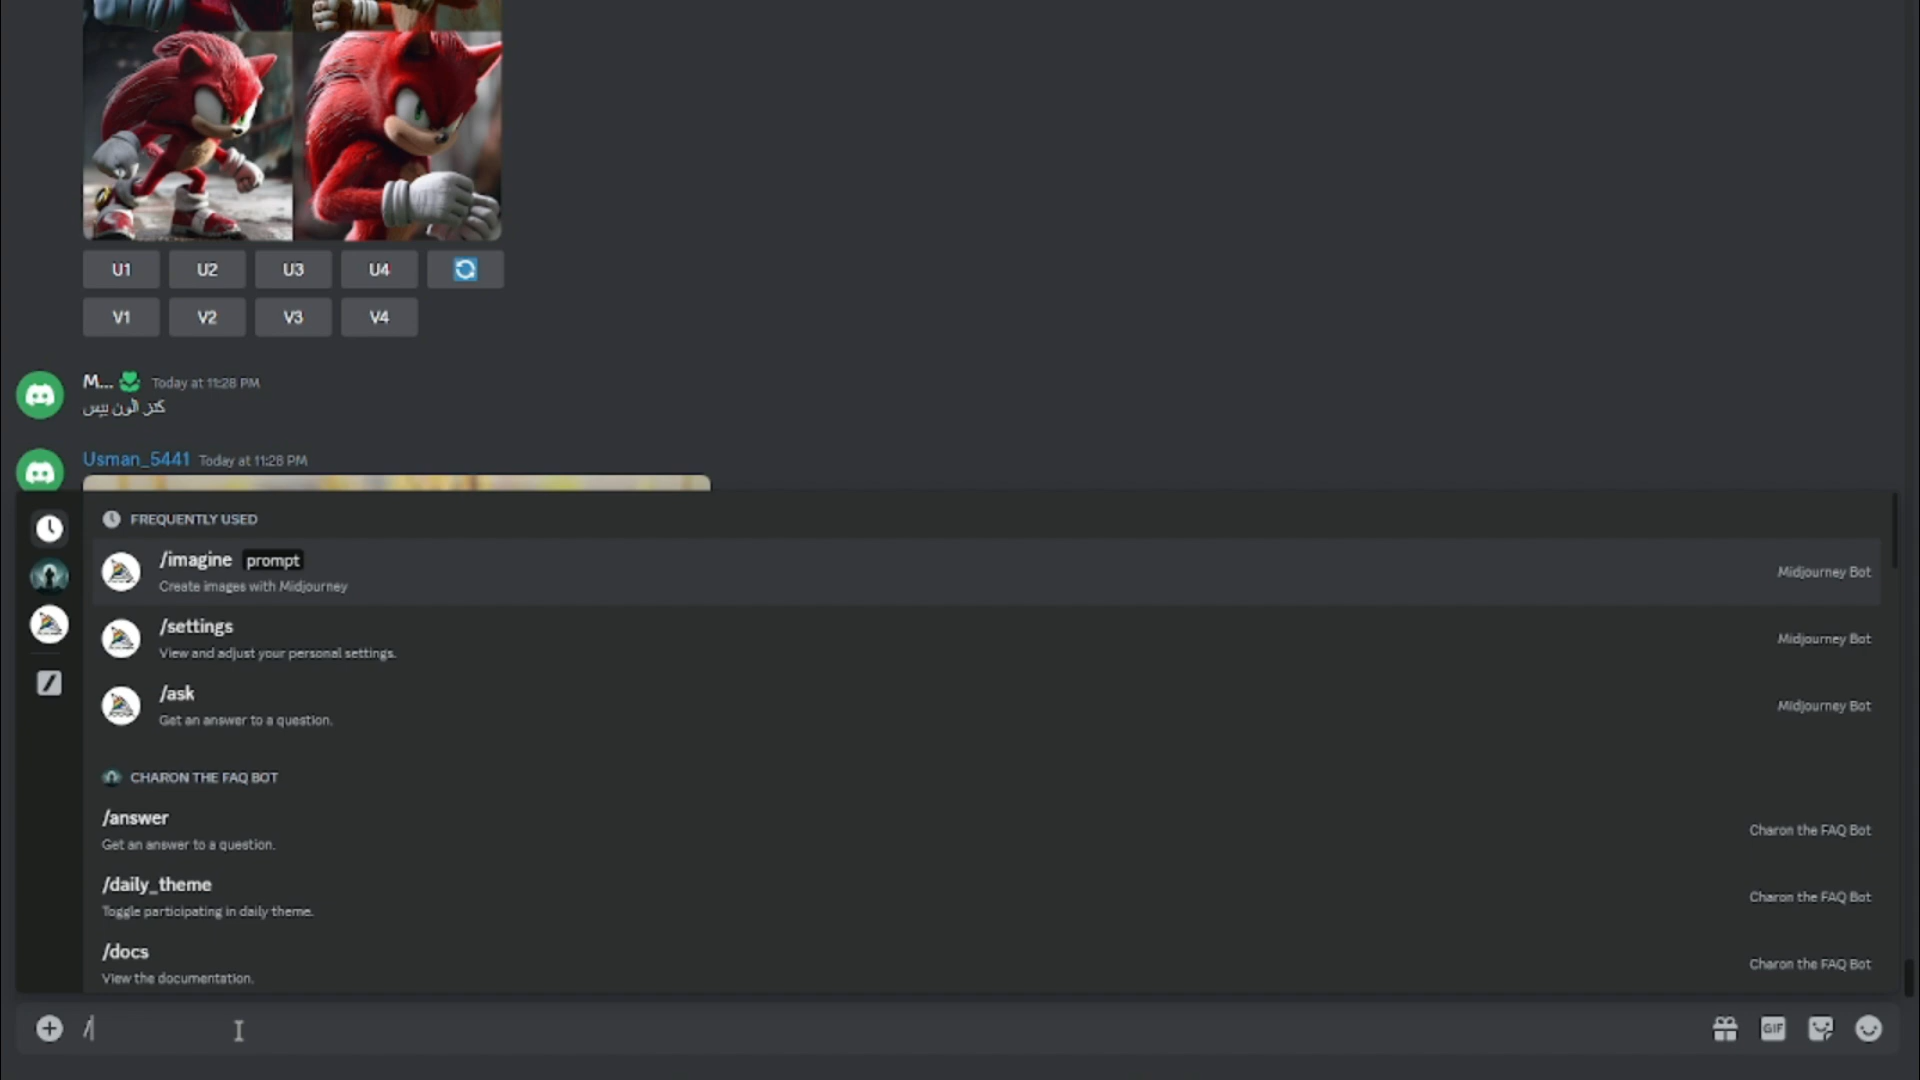 U1 U2 U3 U4
V1 V2 V3 V4
M... Today at 11:28 PM
كنز الون بيس
Usman_5441 Today at 11:28 PM
FREQUENTLY USED
/imagine prompt
Create images with Midjourney
Midjourney Bot
/settings
View and adjust your personal settings.
Midjourney Bot
/ask
Get an answer to a question.
Midjourney Bot
CHARON THE FAQ BOT
/answer
Get an answer to a question.
Charon the FAQ Bot
/daily_theme
Toggle participating in daily theme.
Charon the FAQ Bot
/docs
View the documentation.
Charon the FAQ Bot
/
GIF